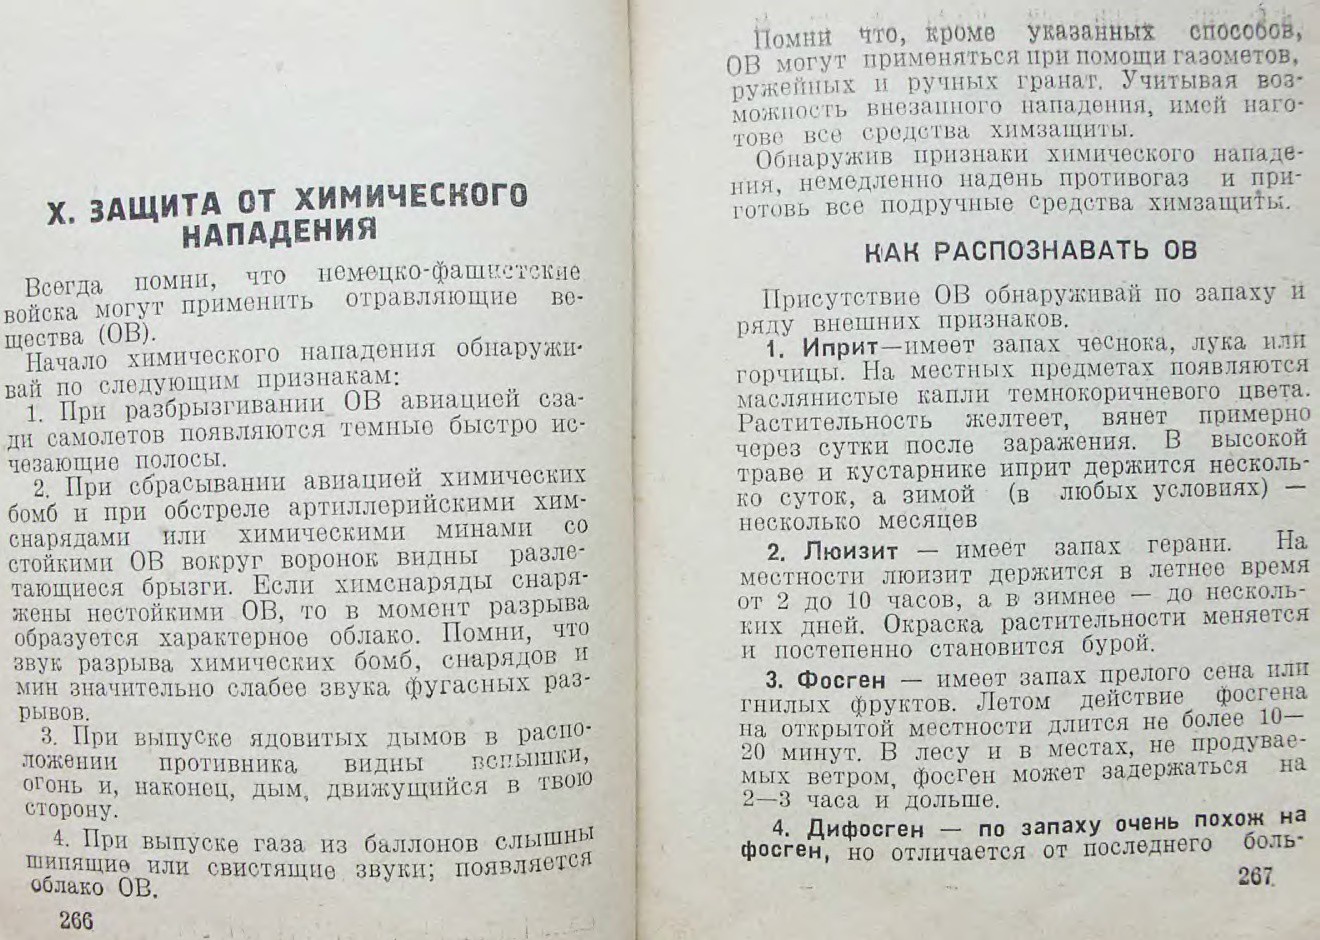 X. ЗАЩИТА ОТ ХИМИЧЕСКОГО
НАПАДЕНИЯ
Всегда помни, что немецко-фашистские
войска могут применить отравляющие ве-
щества (ОВ).
Начало химического нападения обнаружи-
вай по следующим признакам:
1. При разбрызгивании ОВ авиацией сза-
ди самолетов появляются темные быстро ис-
чезающие полосы.
2. При сбрасывании авиацией химических
бомб и при обстреле артиллерийскими хим-
снарядами или химическими минами со
стойкими ОВ вокруг воронок видны разле-
тающиеся брызги. Если химснаряды снаря-
жены нестойкими ОВ, то в момент разрыва
образуется характерное облако. Помни, что
звук разрыва химических бомб, снарядов и
мин значительно слабее звука фугасных раз-
рывов.
3. При выпуске ядовитых дымов в распо-
ложении противника видны вспышки,
огонь и, наконец, дым, движущийся в твою
сторону.
4. При выпуске газа из баллонов слышны
шипящие или свистящие звуки; появляется
облако ОВ.
266
Помни что, кроме указанных способов,
ОВ могут применяться при помощи газометов,
ружейных и ручных гранат. Учитывая воз-
можность внезапного нападения, имей наго-
тове все средства химзащиты.
Обнаружив признаки химического нападе-
ния, немедленно надень противогаз и при-
готовь все подручные средства химзащиты.
КАК РАСПОЗНАВАТЬ ОВ
Присутствие ОВ обнаруживай по запаху и
ряду внешних признаков.
1. Иприт—имеет запах чеснока, лука или
горчицы. На местных предметах появляются
маслянистые капли темнокоричневого цвета.
Растительность желтеет, вянет примерно
через сутки после заражения. В высокой
траве и кустарнике иприт держится несколь-
ко суток, а зимой (в любых условиях) —
несколько месяцев
2. Люизит — имеет запах герани. На
местности люизит держится в летнее время
от 2 до 10 часов, а в зимнее — до несколь-
ких дней. Окраска растительности меняется
и постепенно становится бурой.
3. Фосген — имеет запах прелого сена или
гнилых фруктов. Летом действие фосгена
на открытой местности длится не более 10—
20 минут. В лесу и в местах, не продувае-
мых ветром, фосген может задержаться на
2—3 часа и дольше.
4. Дифосген — по запаху очень похож на
фосген, но отличается от последнего боль-
267